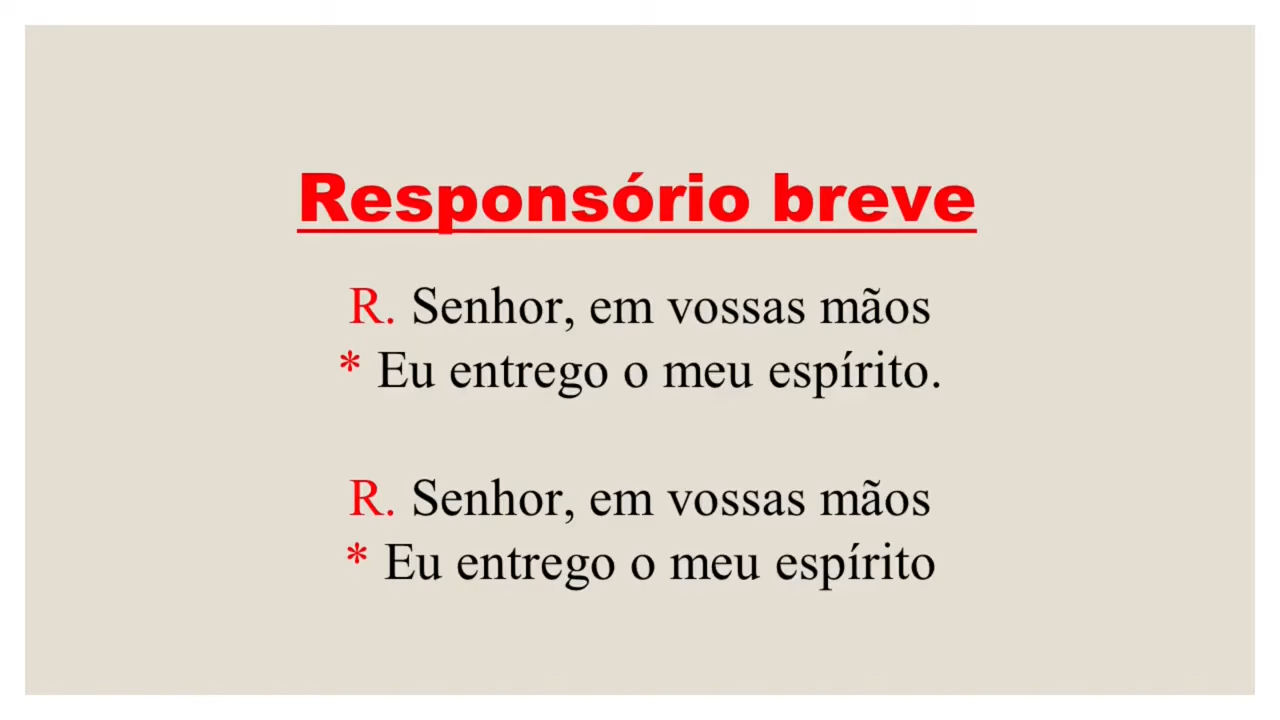 Responsório breve
R. Senhor, em vossas mãos
* Eu entrego o meu espírito.
R. Senhor, em vossas mãos
* Eu entrego o meu espírito